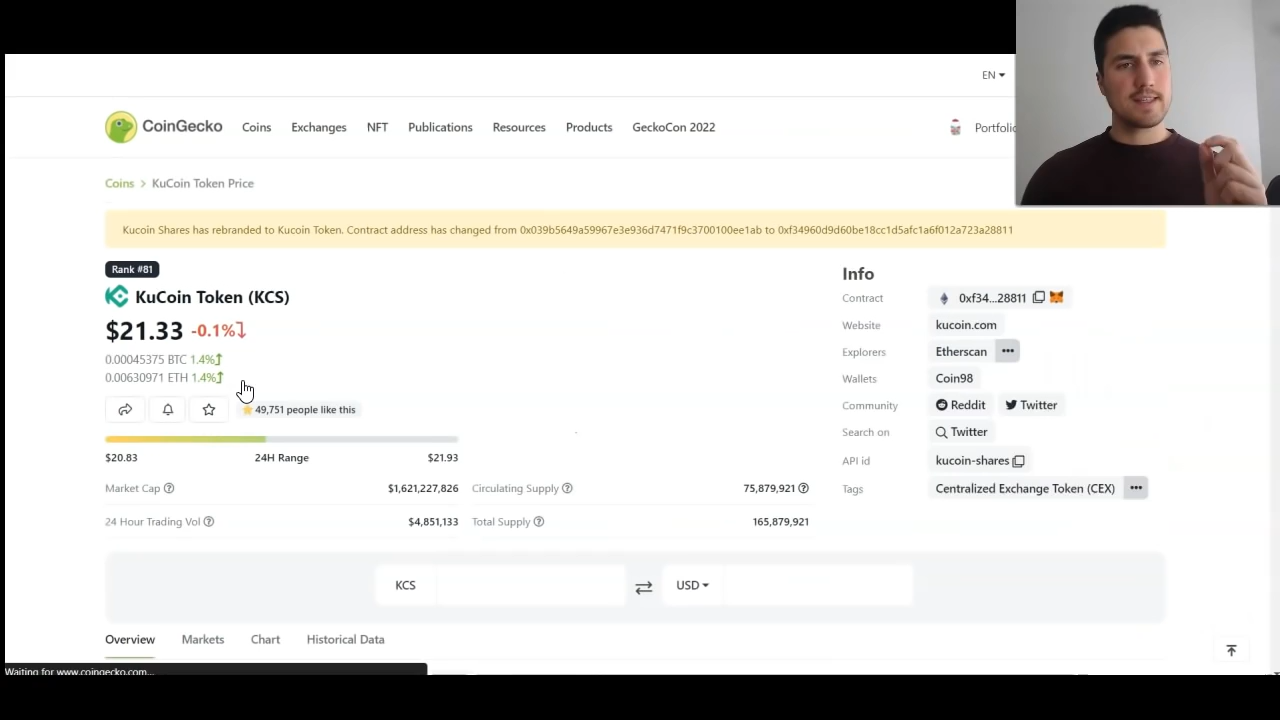 EN
CoinGecko Coins Exchanges NFT Publications Resources Products GeckoCon 2022 Portfolio
Coins > KuCoin Token Price
Kucoin Shares has rebranded to Kucoin Token. Contract address has changed from 0x039b5649a59967e3e936d7471f9c3700100ee1ab to 0xf34960d9d60be18cc1d5afc1a6f012a723a28811
Rank #81
KuCoin Token (KCS)
$21.33 -0.1%
0.00045375 BTC 1.4%
0.00630971 ETH 1.4%
49,751 people like this
$20.83 24H Range $21.93
Market Cap $1,621,227,826
24 Hour Trading Vol $4,851,133
Circulating Supply 75,879,921
Total Supply 165,879,921
Info
Contract 0xf34...28811
Website kucoin.com
Explorers Etherscan
Wallets Coin98
Community Reddit Twitter
Search on Twitter
API id kucoin-shares
Tags Centralized Exchange Token (CEX)
KCS USD
Overview Markets Chart Historical Data
Waiting for www.coingecko.com...